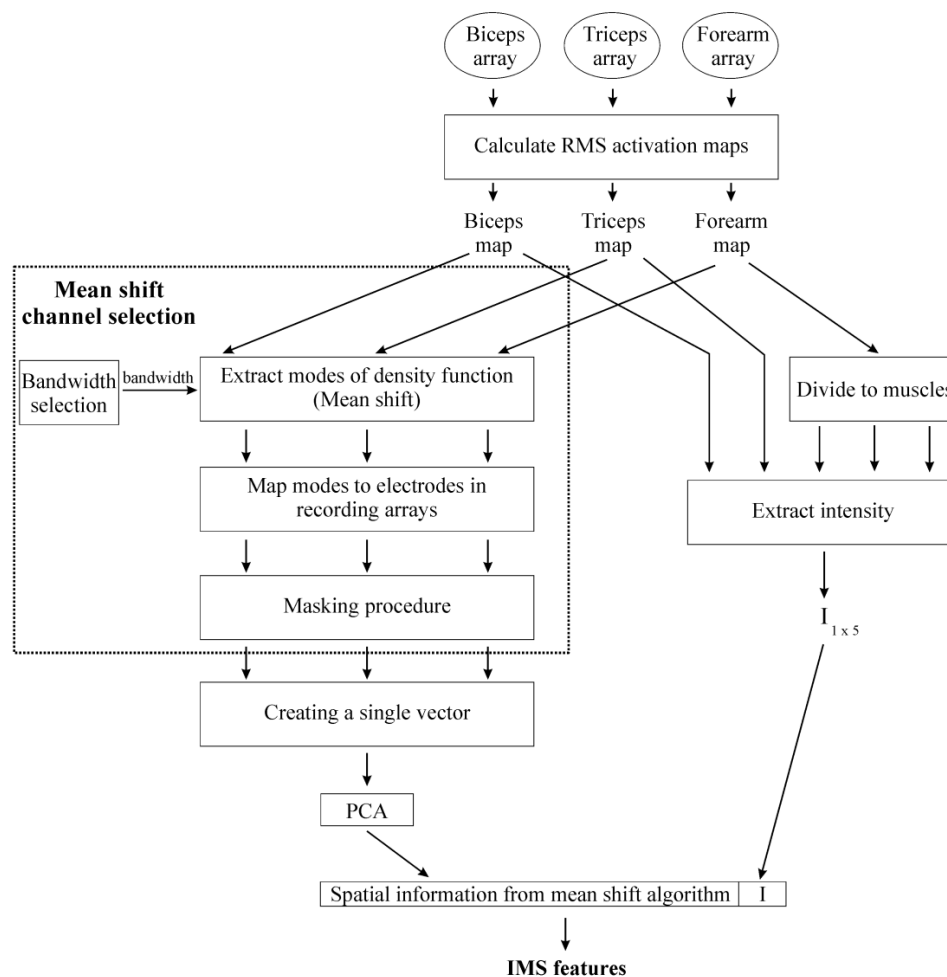 Biceps
array
Triceps
array
Forearm
array
Calculate RMS activation maps
Biceps
map
Triceps
map
Forearm
map
Mean shift
channel selection
Bandwidth
selection
bandwidth
Extract modes of density function
(Mean shift)
Divide to muscles
Map modes to electrodes in
recording arrays
Extract intensity
Masking procedure
I 1 x 5
Creating a single vector
PCA
Spatial information from mean shift algorithm
I
IMS features